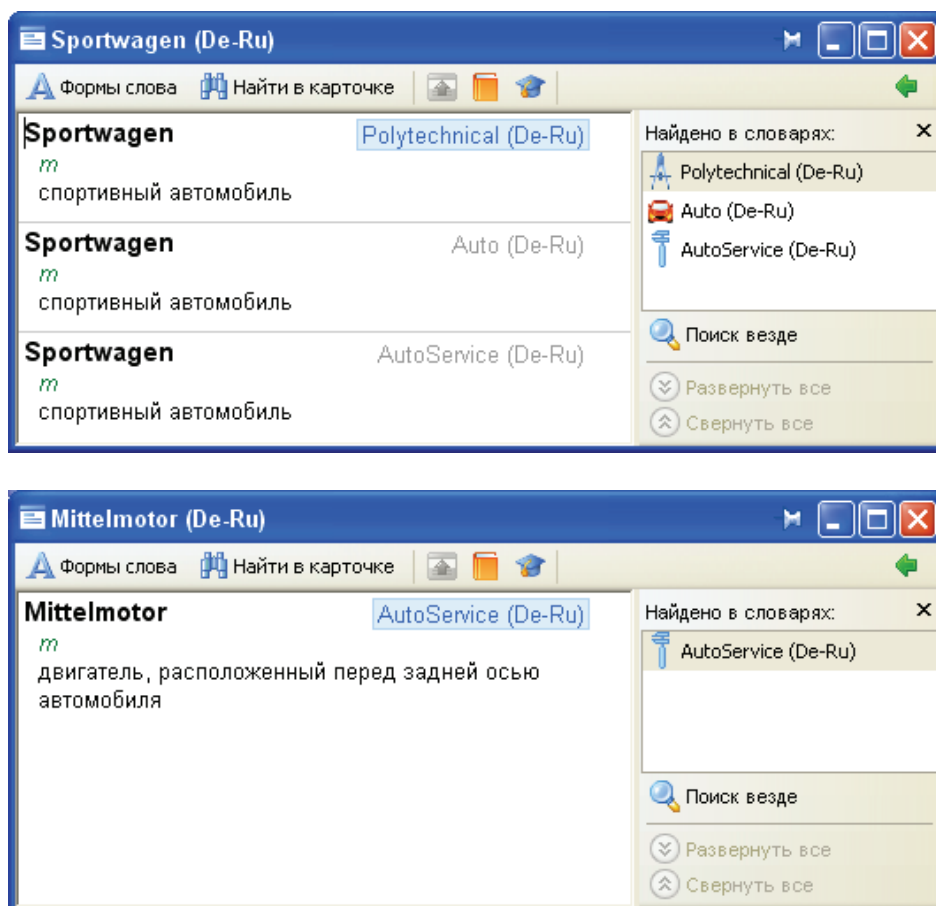 Sportwagen (De-Ru)
Формы слова Найти в карточке
Sportwagen Polytechnical (De-Ru)
m
спортивный автомобиль
Sportwagen Auto (De-Ru)
m
спортивный автомобиль
Sportwagen AutoService (De-Ru)
m
спортивный автомобиль
Найдено в словарях:
Polytechnical (De-Ru)
Auto (De-Ru)
AutoService (De-Ru)
Поиск везде
Развернуть все
Свернуть все
Mittelmotor (De-Ru)
Формы слова Найти в карточке
Mittelmotor AutoService (De-Ru)
m
двигатель, расположенный перед задней осью
автомобиля
Найдено в словарях:
AutoService (De-Ru)
Поиск везде
Развернуть все
Свернуть все